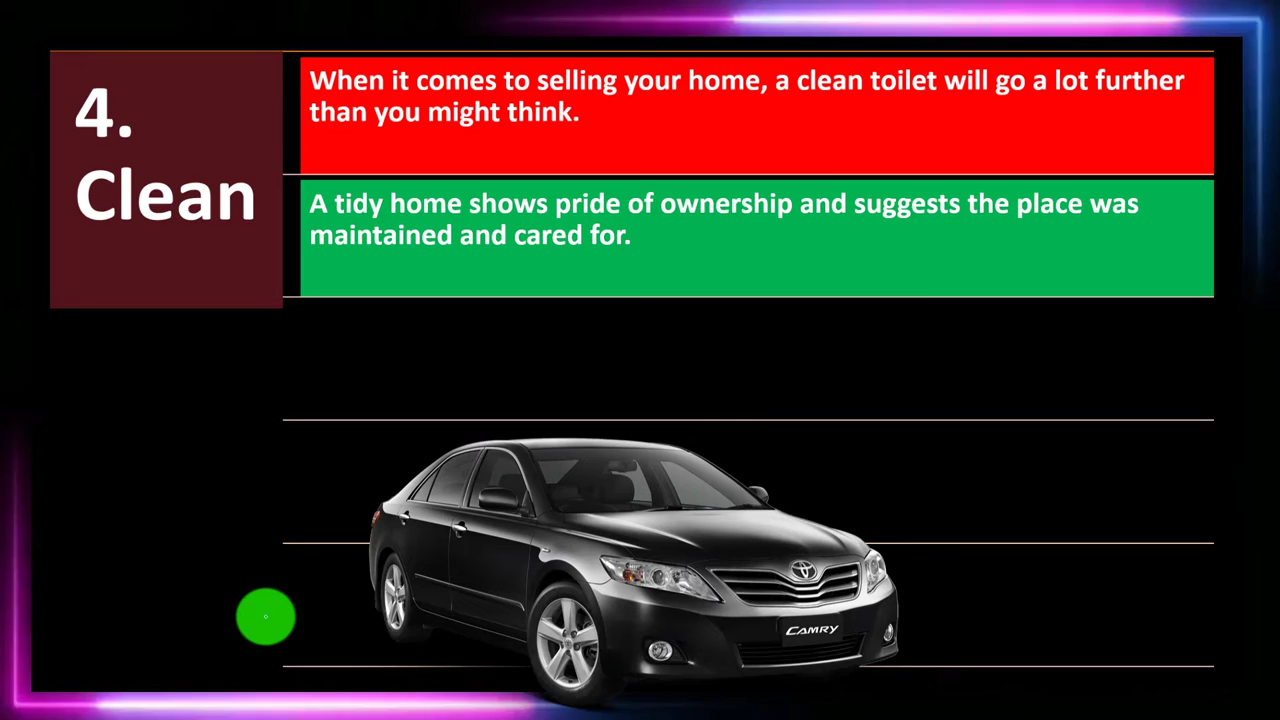 4.
Clean
When it comes to selling your home, a clean toilet will go a lot further
than you might think.
A tidy home shows pride of ownership and suggests the place was
maintained and cared for.
CAMRY